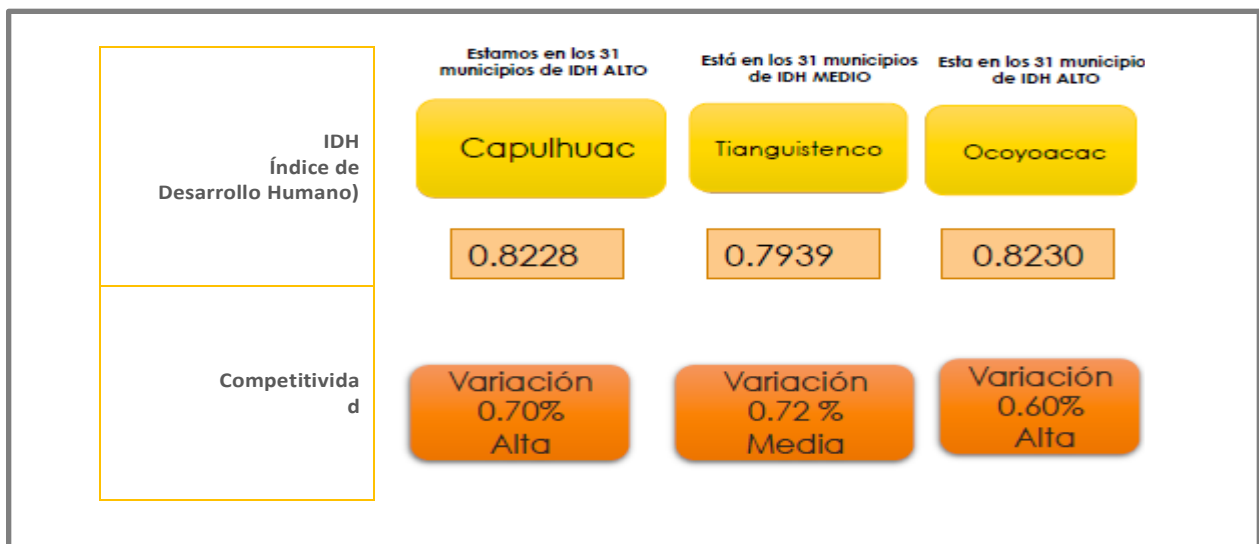 IDH
Índice de
Desarrollo Humano)
Estamos en los 31
municipios de IDH ALTO
Está en los 31 municipios
de IDH MEDIO
Esta en los 31 municipio
de IDH ALTO
Capulhuac
Tianguistenco
Ocoyoacac
0.8228
0.7939
0.8230
Competitivida
d
Variación
0.70%
Alta
Variación
0.72 %
Media
Variación
0.60%
Alta